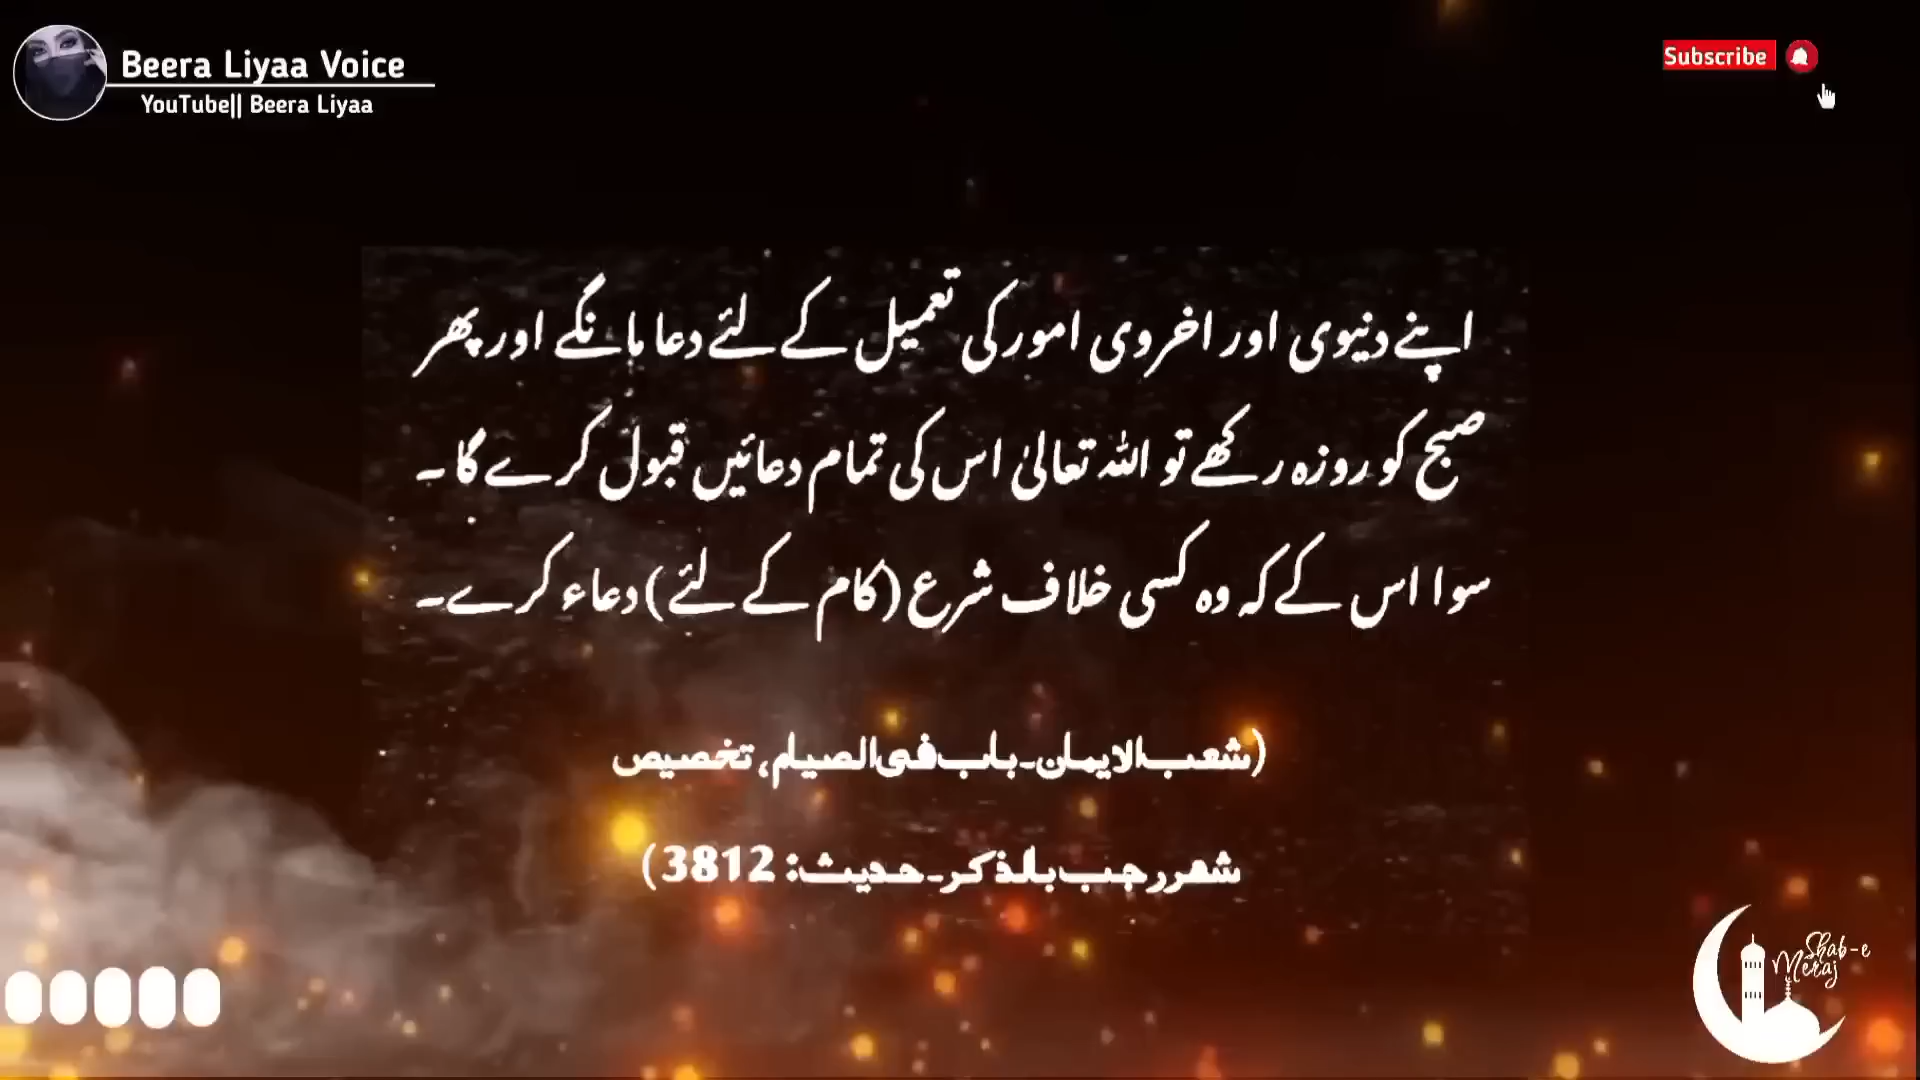 Beera Liyaa Voice
YouTube|| Beera Liyaa
Subscribe
اپنے دنیوی اور اخروی امور کی تعمیل کے لئے دعا مانگے اور پھر
صبح کو روزہ رکھے تو اللہ تعالیٰ اس کی تمام دعائیں قبول کرے گا ۔
سوا اس کے کہ وہ کسی خلاف شرع (کام کے لئے) دعاء کرے۔
(شعب الایمان۔باب فی الصیام، تخصیص
شھر رجب بالذکر۔حدیث: 3812)
Shab-e
Meraj